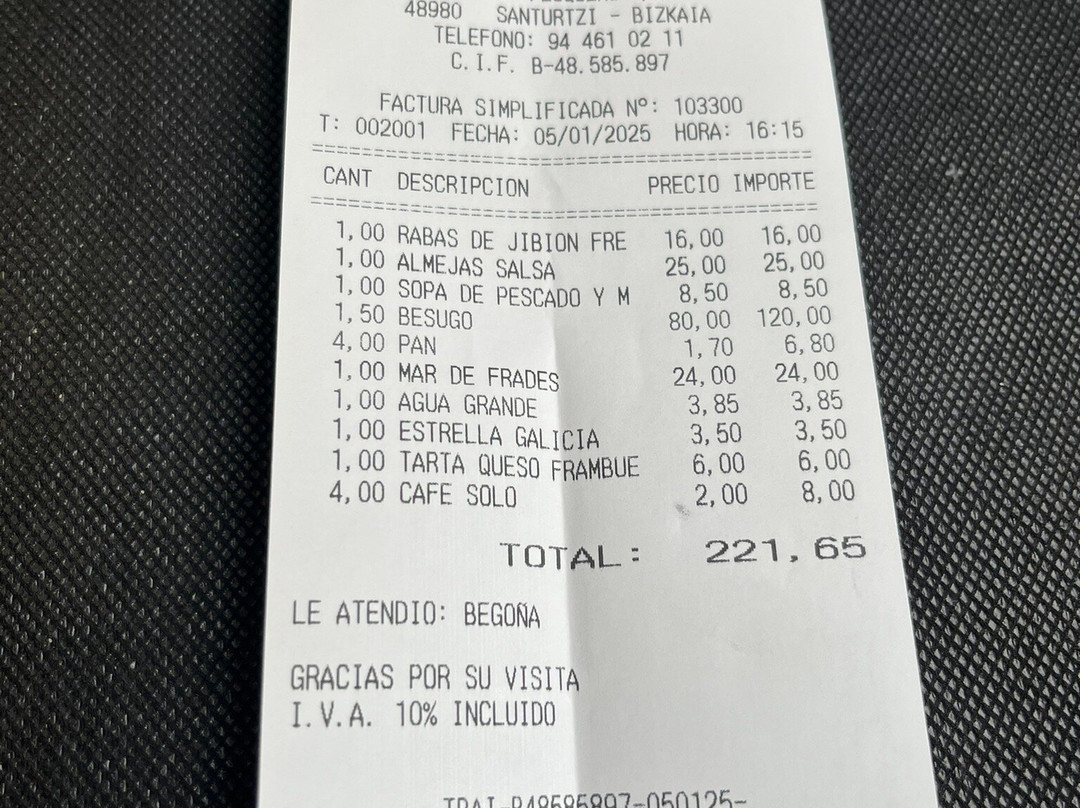 48980 SANTURTZI - BIZKAIA
TELEFONO: 94 461 02 11
C.I.F. B-48.585.897
FACTURA SIMPLIFICADA Nº: 103300
T: 002001 FECHA: 05/01/2025 HORA: 16:15
==================================================
CANT DESCRIPCION PRECIO IMPORTE
==================================================
1,00 RABAS DE JIBION FRE 16,00 16,00
1,00 ALMEJAS SALSA 25,00 25,00
1,00 SOPA DE PESCADO Y M 8,50 8,50
1,50 BESUGO 80,00 120,00
4,00 PAN 1,70 6,80
1,00 MAR DE FRADES 24,00 24,00
1,00 AGUA GRANDE 3,85 3,85
1,00 ESTRELLA GALICIA 3,50 3,50
1,00 TARTA QUESO FRAMBUE 6,00 6,00
4,00 CAFE SOLO 2,00 8,00
TOTAL: 221,65
LE ATENDIO: BEGOÑA
GRACIAS POR SU VISITA
I.V.A. 10% INCLUIDO